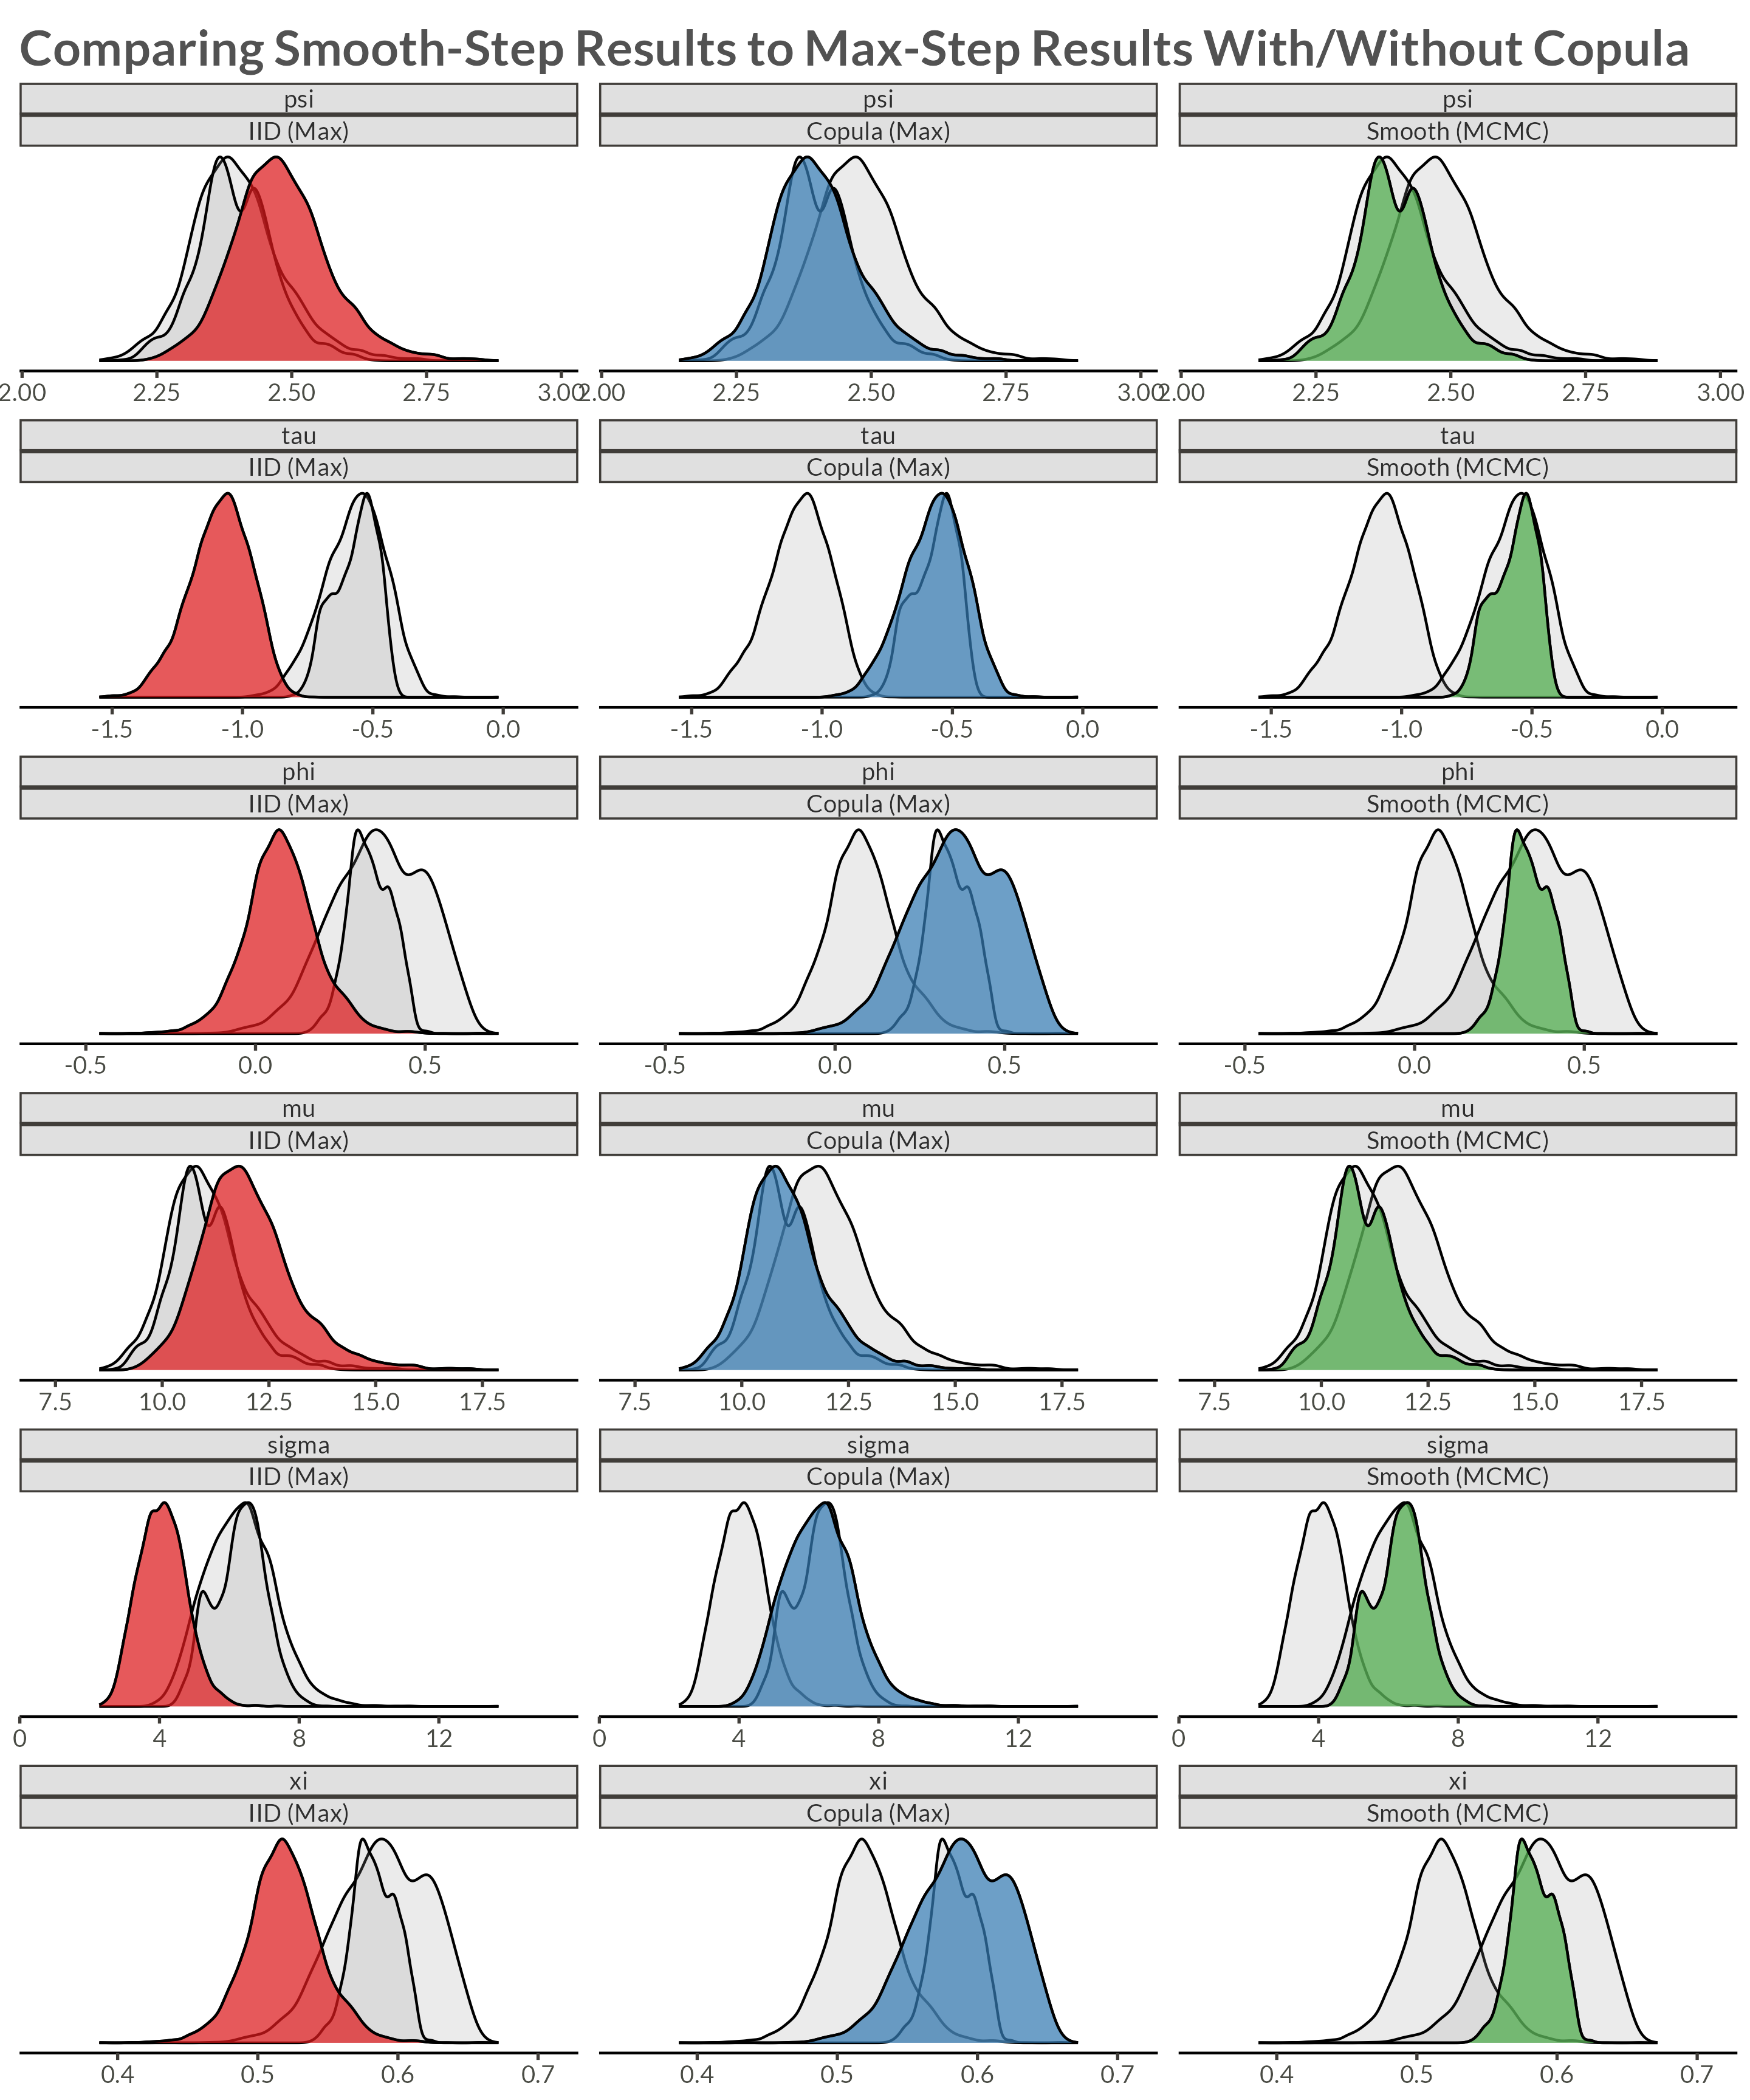 Comparing Smooth-Step Results to Max-Step Results With/Without Copula
psi psi psi
IID (Max) Copula (Max) Smooth (MCMC)
2.00 2.25 2.50 2.75 3.00 2.00 2.25 2.50 2.75 3.00 2.00 2.25 2.50 2.75 3.00
tau tau tau
IID (Max) Copula (Max) Smooth (MCMC)
-1.5 -1.0 -0.5 0.0 -1.5 -1.0 -0.5 0.0 -1.5 -1.0 -0.5 0.0
phi phi phi
IID (Max) Copula (Max) Smooth (MCMC)
-0.5 0.0 0.5 -0.5 0.0 0.5 -0.5 0.0 0.5
mu mu mu
IID (Max) Copula (Max) Smooth (MCMC)
7.5 10.0 12.5 15.0 17.5 7.5 10.0 12.5 15.0 17.5 7.5 10.0 12.5 15.0 17.5
sigma sigma sigma
IID (Max) Copula (Max) Smooth (MCMC)
0 4 8 12 0 4 8 12 0 4 8 12
xi xi xi
IID (Max) Copula (Max) Smooth (MCMC)
0.4 0.5 0.6 0.7 0.4 0.5 0.6 0.7 0.4 0.5 0.6 0.7